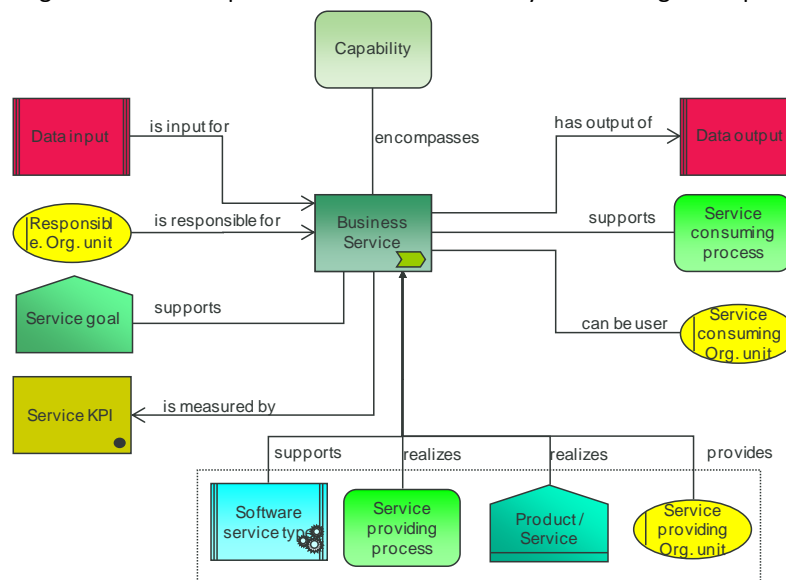 Capability
Data input
is input for
encompasses
has output of
Data output
Responsibl
e. Org. unit
is responsible for
Business
Service
supports
Service
consuming
process
Service goal
supports
can be user
Service
consuming
Org. unit
Service KPI
is measured by
supports
realizes
realizes
provides
Software
service type
Service
providing
process
Product /
Service
Service
providing
Org. unit